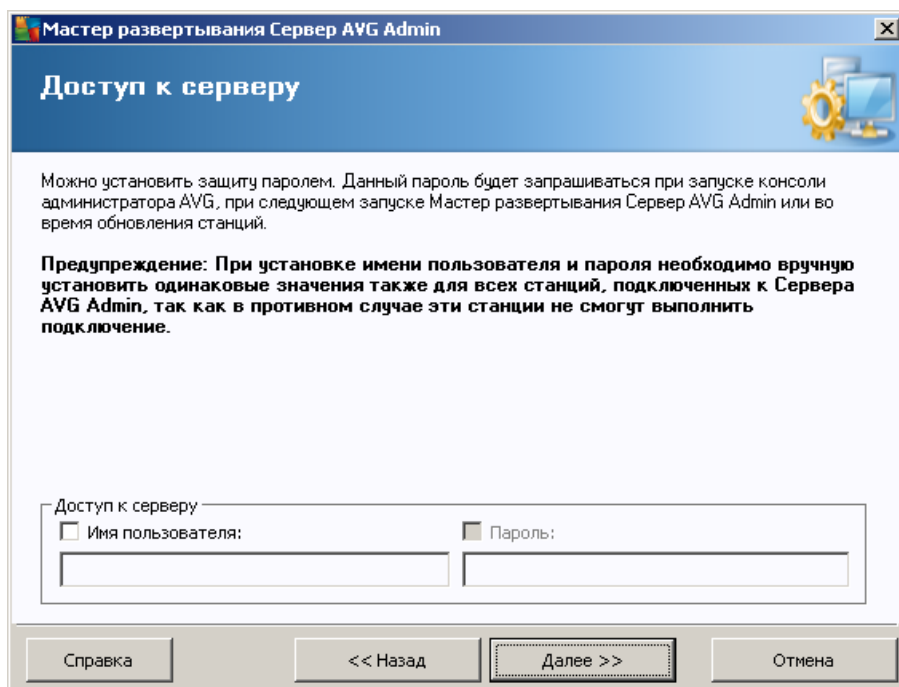 Мастер развертывания Сервер AVG Admin
Доступ к серверу
Можно установить защиту паролем. Данный пароль будет запрашиваться при запуске консоли
администратора AVG, при следующем запуске Мастер развертывания Сервер AVG Admin или во
время обновления станций.
Предупреждение: При установке имени пользователя и пароля необходимо вручную
установить одинаковые значения также для всех станций, подключенных к Сервера
AVG Admin, так как в противном случае эти станции не смогут выполнить
подключение.
Доступ к серверу
Имя пользователя: Пароль:
Справка << Назад Далее >> Отмена